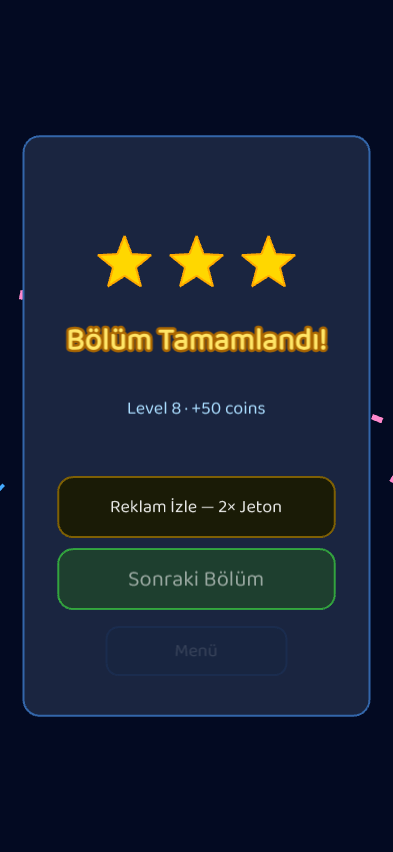 Bölüm Tamamlandı!
Level 8 · +50 coins
Reklam İzle — 2× Jeton
Sonraki Bölüm
Menü